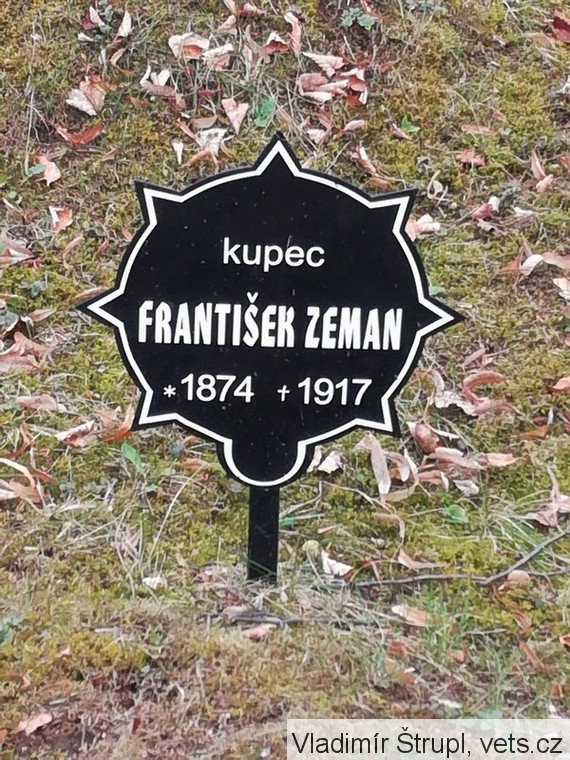 kupec
FRANTIŠEK ZEMAN
*1874 †1917
Vladimír Štrupl, vets.cz